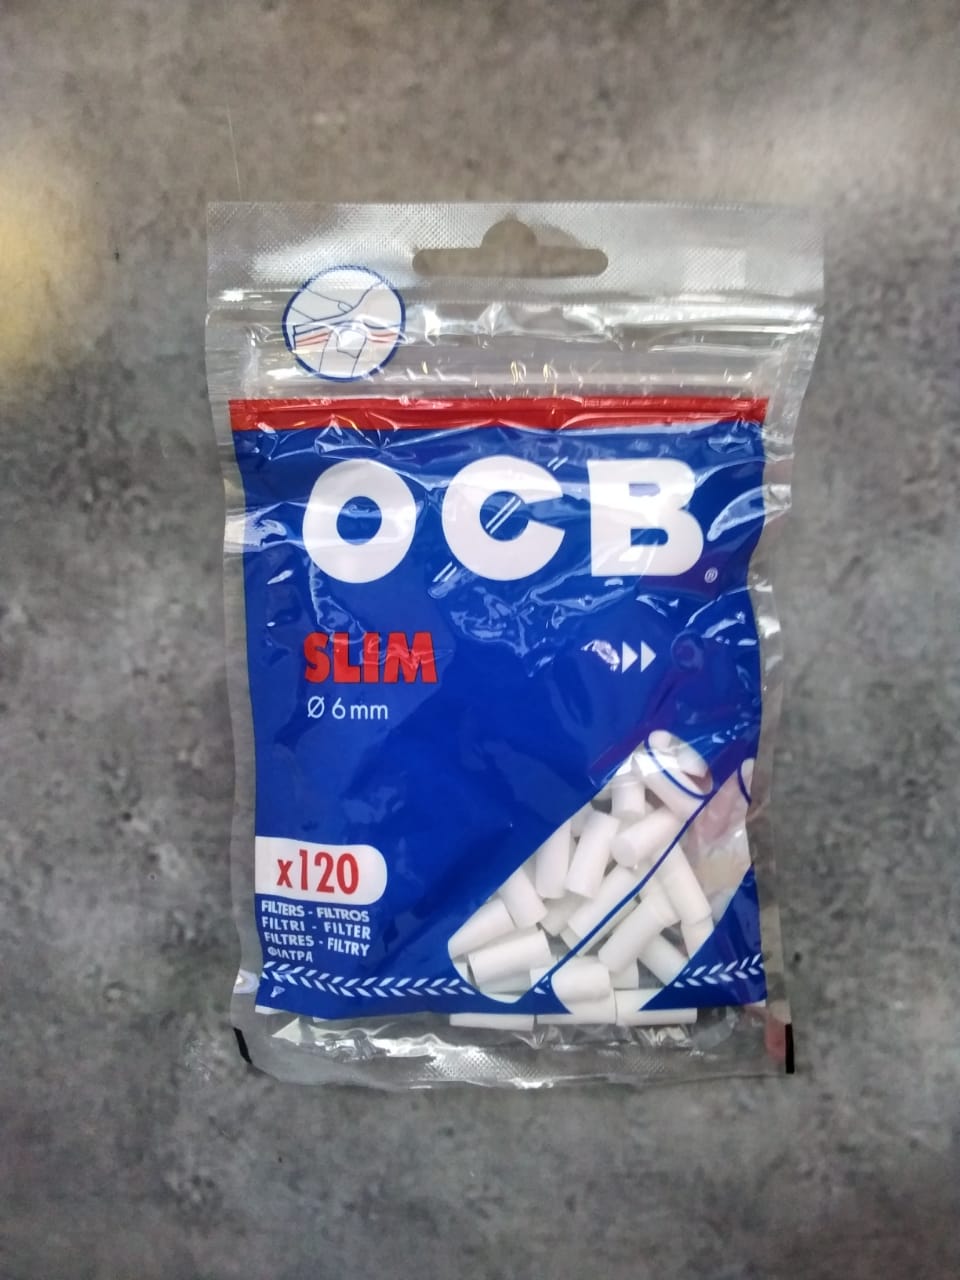 OCB
®
SLIM
Ø 6mm
x120
FILTERS - FILTROS
FILTRI - FILTER
FILTRES - FILTRY
ΦΙΛΤΡΑ